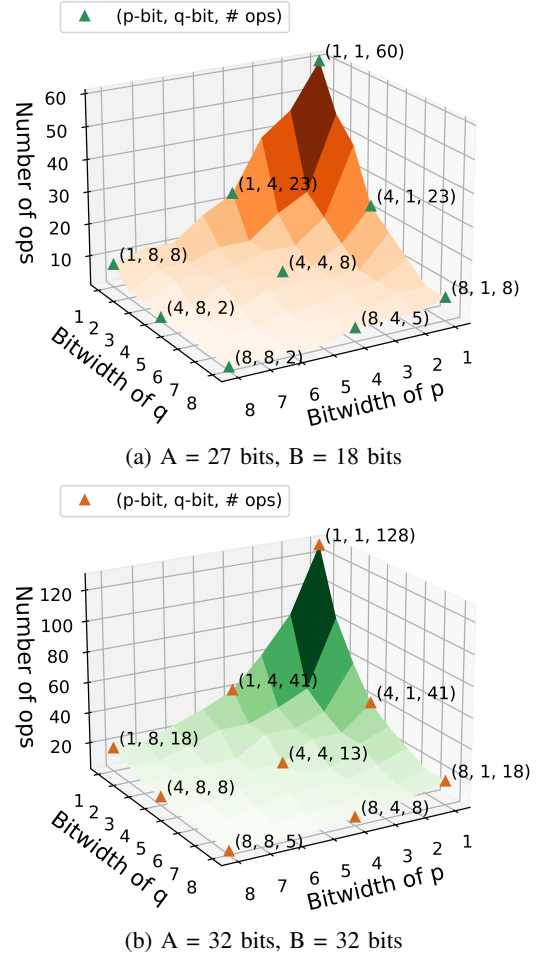 (p-bit, q-bit, # ops)
(1, 1, 60)
(1, 4, 23)
(4, 1, 23)
(1, 8, 8)
(4, 4, 8)
(8, 1, 8)
(4, 8, 2)
(8, 4, 5)
(8, 8, 2)
Number of ops
60
50
40
30
20
10
Bitwidth of q
1
2
3
4
5
6
7
8
Bitwidth of p
8
7
6
5
4
3
2
1
(a) A = 27 bits, B = 18 bits
(p-bit, q-bit, # ops)
(1, 1, 128)
(1, 4, 41)
(4, 1, 41)
(1, 8, 18)
(4, 4, 13)
(8, 1, 18)
(4, 8, 8)
(8, 4, 8)
(8, 8, 5)
Number of ops
120
100
80
60
40
20
Bitwidth of q
1
2
3
4
5
6
7
8
Bitwidth of p
8
7
6
5
4
3
2
1
(b) A = 32 bits, B = 32 bits